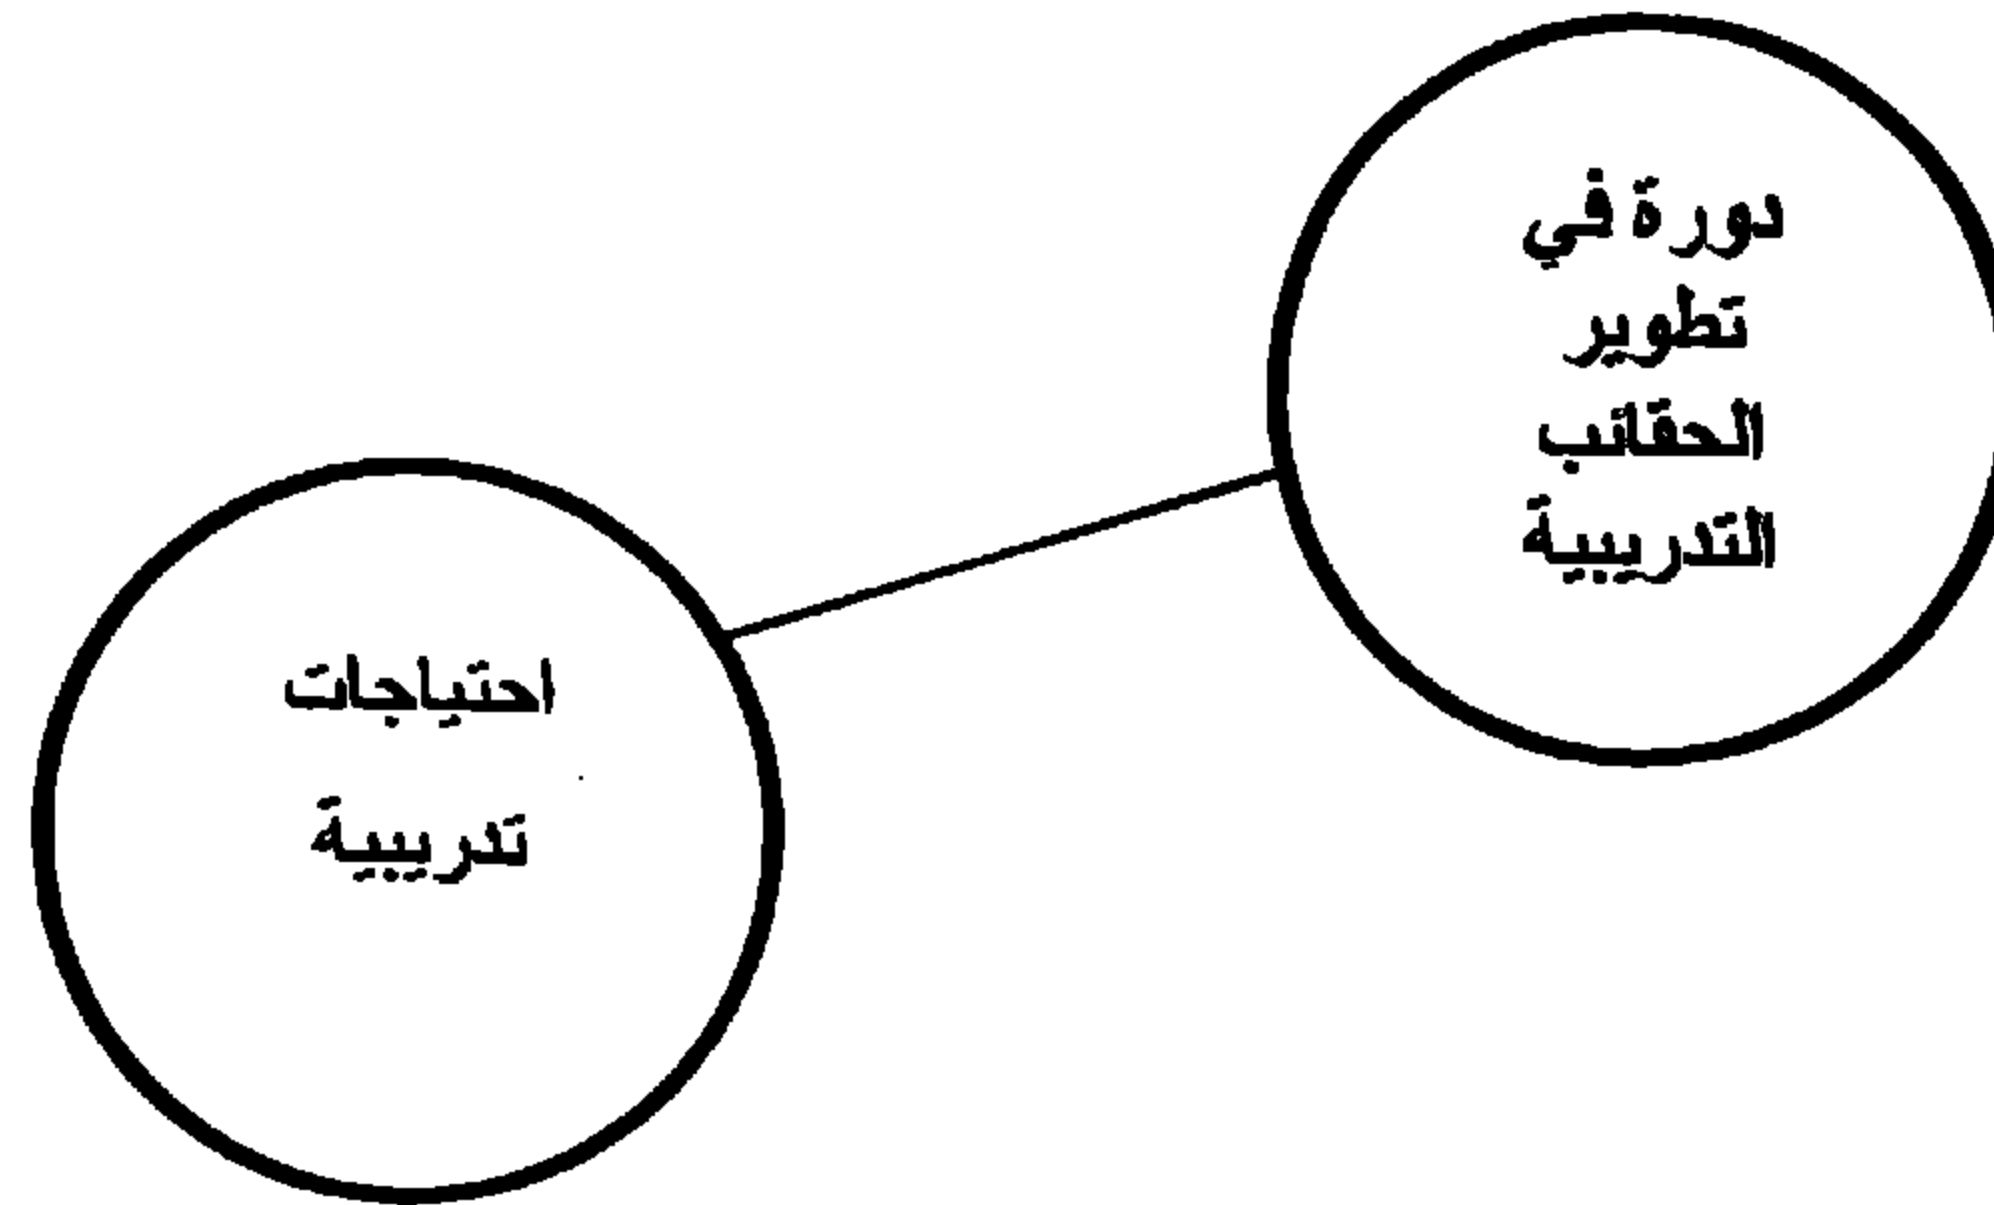 دورة في
تطوير
الحقائب
التدريبية
احتياجات
تدريبية